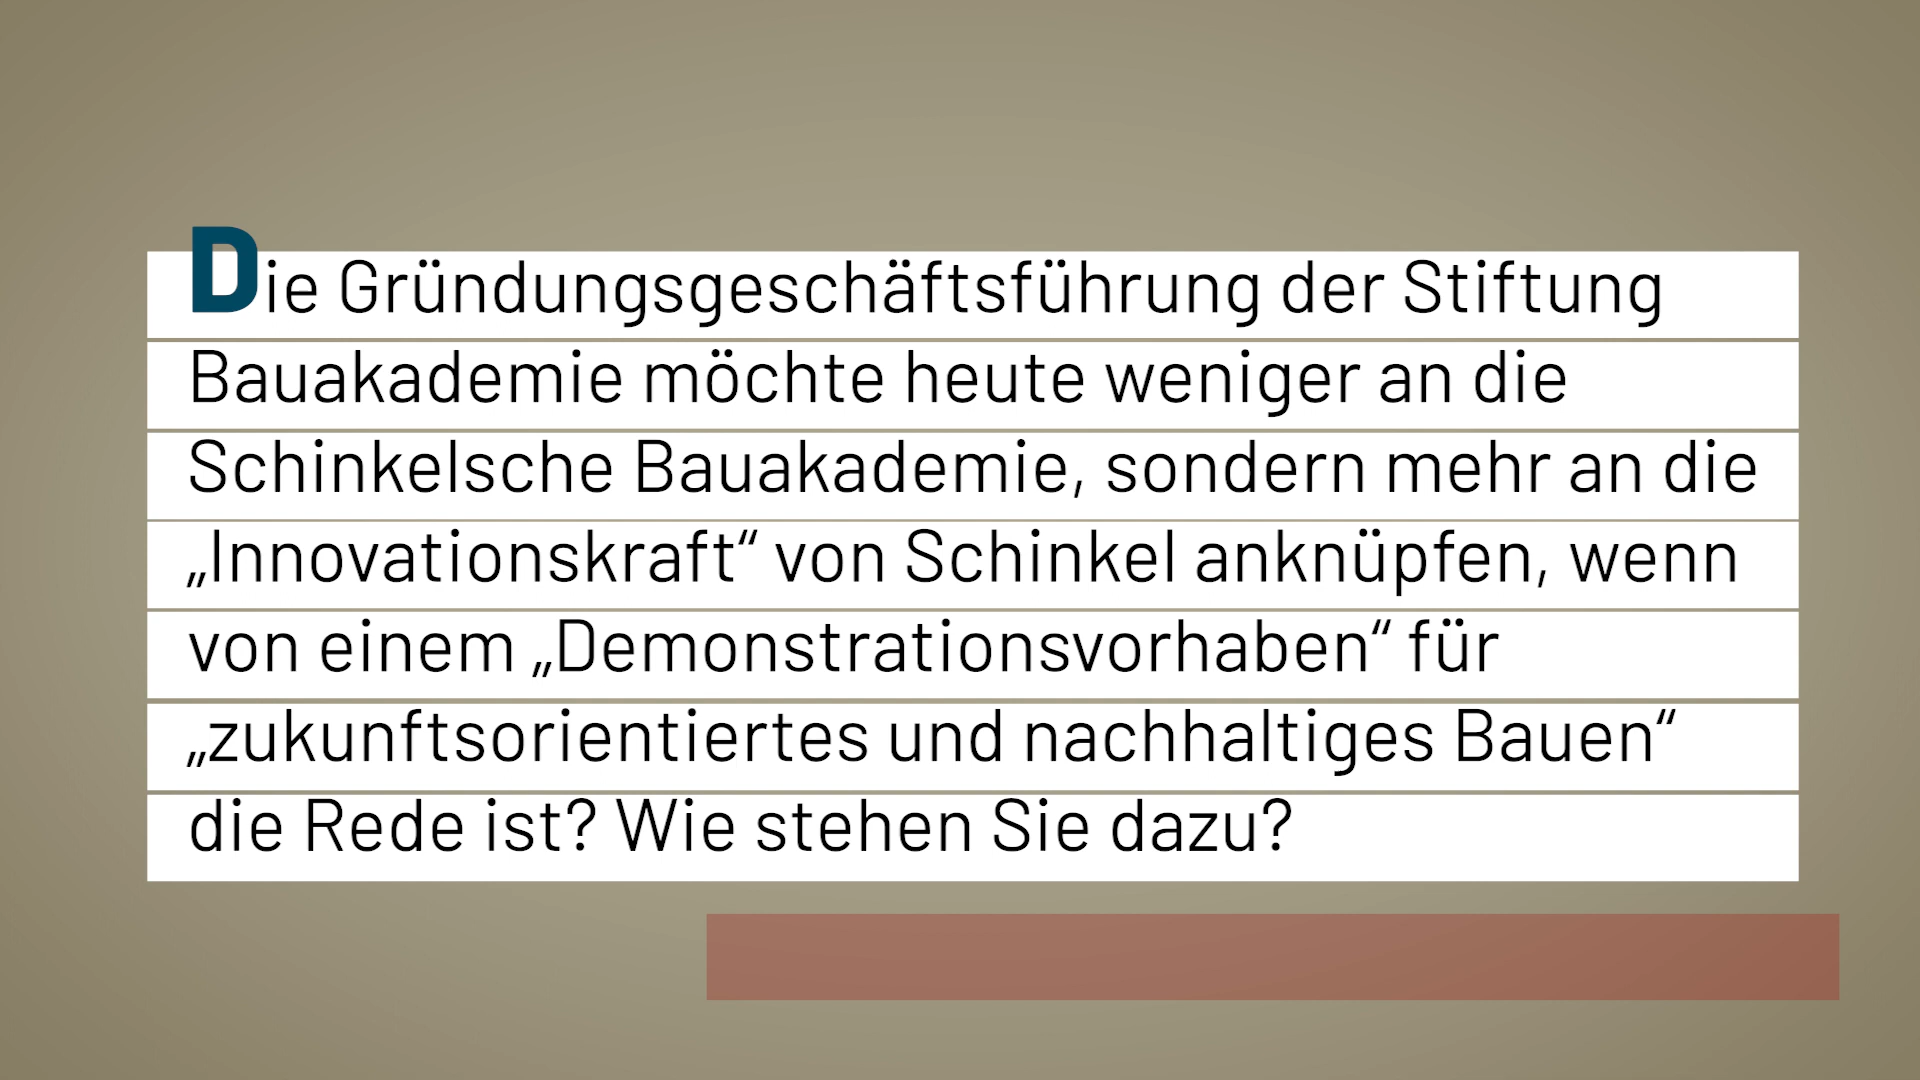 Die Gründungsgeschäftsführung der Stiftung
Bauakademie möchte heute weniger an die
Schinkelsche Bauakademie, sondern mehr an die
„Innovationskraft“ von Schinkel anknüpfen, wenn
von einem „Demonstrationsvorhaben“ für
„zukunftsorientiertes und nachhaltiges Bauen“
die Rede ist? Wie stehen Sie dazu?